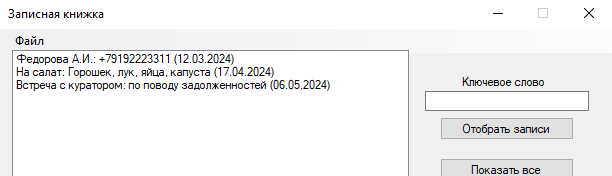 Записная книжка
Файл
Федорова А.И.: +79192223311 (12.03.2024)
На салат: Горошек, лук, яйца, капуста (17.04.2024)
Встреча с куратором: по поводу задолженностей (06.05.2024)
Ключевое слово
Отобрать записи
Показать все